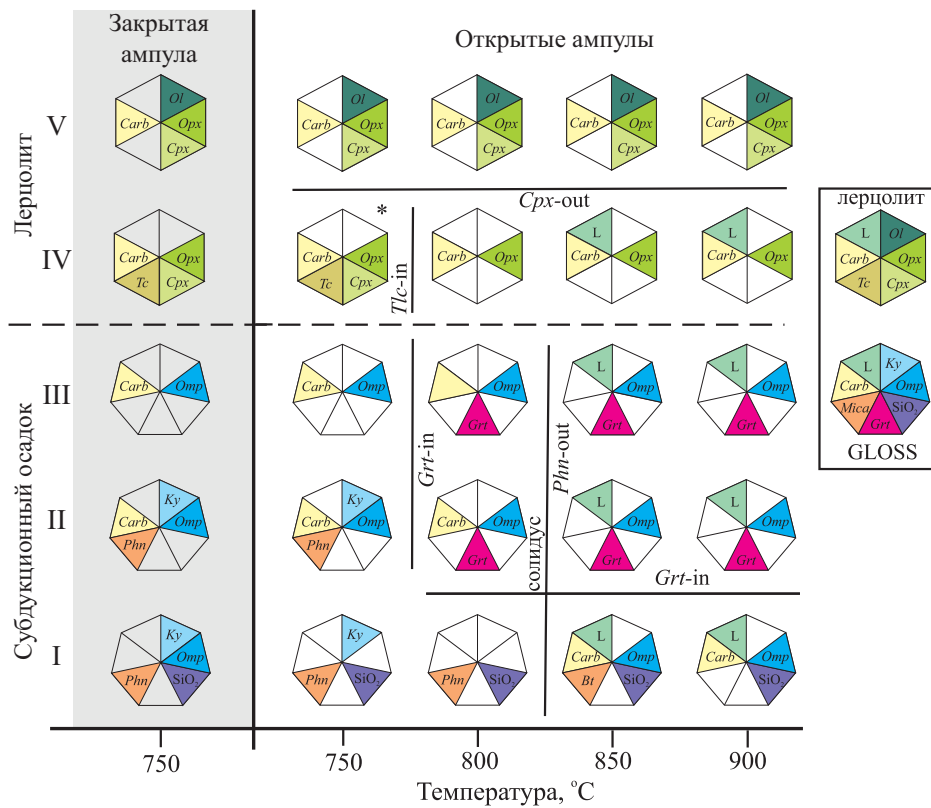 Закрытая
ампула
Открытые ампулы
Лерцолит
V
Carb Ol Opx Cpx
Carb Ol Opx Cpx
Carb Ol Opx Cpx
Carb Ol Opx Cpx
Carb Ol Opx Cpx
Cpx-out
IV
Carb Opx Tc Cpx
Carb Opx Tc Cpx
*
Tlc-in
Carb Opx
L Carb Opx
L Carb Opx
Субдукционный осадок
III
Carb Omp
Carb Omp
Grt-in
Omp Grt
Phn-out
солидус
L Omp Grt
L Omp Grt
II
Ky Carb Omp Phn
Ky Carb Omp Phn
Carb Omp Grt
L Omp Grt
L Omp Grt
Grt-in
I
Ky Omp Phn SiO₂
Ky Phn SiO₂
Phn SiO₂
L Carb Omp Bt SiO₂
L Carb Omp SiO₂
750
750
800
850
900
Температура, °C
лерцолит
L Ol
Carb Opx
Tc Cpx
L Ky
Carb Omp
Mica SiO₂
Grt
GLOSS